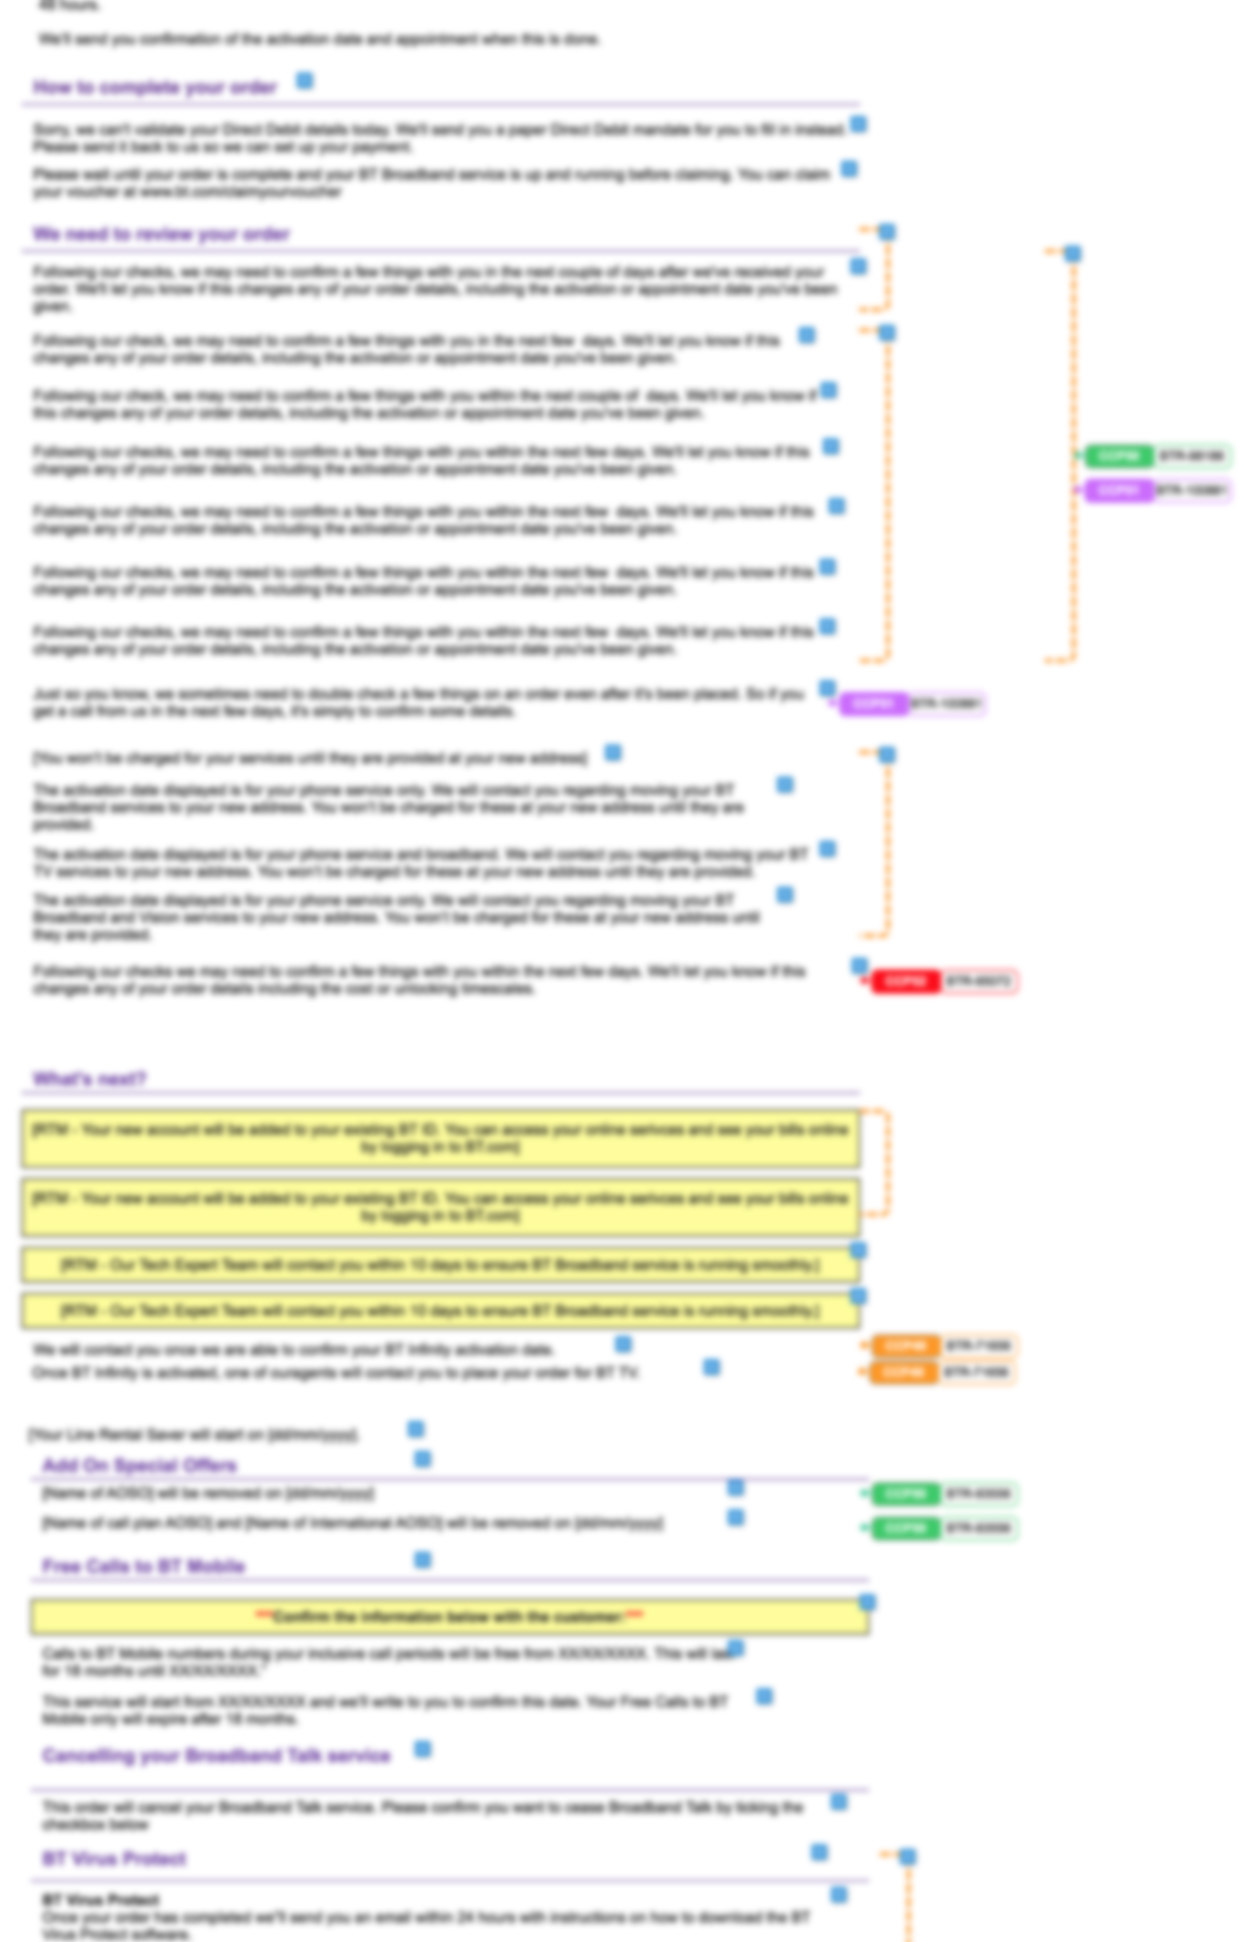 48 hours.
We'll send you confirmation of the activation date and appointment when this is done.
How to complete your order
Sorry, we can't validate your Direct Debit details today. We'll send you a paper Direct Debit mandate for you to fill in instead.
Please send it back to us so we can set up your payment.
Please wait until your order is complete and your BT Broadband service is up and running before claiming. You can claim
your voucher at www.bt.com/claimyourvoucher
We need to review your order
Following our checks, we may need to confirm a few things with you in the next couple of days after we've received your
order. We'll let you know if this changes any of your order details, including the activation or appointment date you've been
given.
Following our check, we may need to confirm a few things with you in the next few days. We'll let you know if this
changes any of your order details, including the activation or appointment date you've been given.
Following our check, we may need to confirm a few things with you within the next couple of days. We'll let you know if
this changes any of your order details, including the activation or appointment date you've been given.
Following our checks, we may need to confirm a few things with you within the next few days. We'll let you know if this
changes any of your order details, including the activation or appointment date you've been given.
Following our checks, we may need to confirm a few things with you within the next few days. We'll let you know if this
changes any of your order details, including the activation or appointment date you've been given.
Following our checks, we may need to confirm a few things with you within the next few days. We'll let you know if this
changes any of your order details, including the activation or appointment date you've been given.
Following our checks, we may need to confirm a few things with you within the next few days. We'll let you know if this
changes any of your order details, including the activation or appointment date you've been given.
Just so you know, we sometimes need to double check a few things on an order even after it's been placed. So if you
get a call from us in the next few days, it's simply to confirm some details.
[You won't be charged for your services until they are provided at your new address]
The activation date displayed is for your phone service only. We will contact you regarding moving your BT
Broadband services to your new address. You won't be charged for these at your new address until they are
provided.
The activation date displayed is for your phone service and broadband. We will contact you regarding moving your BT
TV services to your new address. You won't be charged for these at your new address until they are provided.
The activation date displayed is for your phone service only. We will contact you regarding moving your BT
Broadband and Vision services to your new address. You won't be charged for these at your new address until
they are provided.
Following our checks we may need to confirm a few things with you within the next few days. We'll let you know if this
changes any of your order details including the cost or unlocking timescales.
What's next?
[RTM - Your new account will be added to your existing BT ID. You can access your online serivces and see your bills online
by logging in to BT.com]
[RTM - Your new account will be added to your existing BT ID. You can access your online serivces and see your bills online
by logging in to BT.com]
[RTM - Our Tech Expert Team will contact you within 10 days to ensure BT Broadband service is running smoothly.]
[RTM - Our Tech Expert Team will contact you within 10 days to ensure BT Broadband service is running smoothly.]
We will contact you once we are able to confirm your BT Infinity activation date.
Once BT Infinity is activated, one of ouragents will contact you to place your order for BT TV.
[Your Line Rental Saver will start on [dd/mm/yyyy].
Add On Special Offers
[Name of AOSO] will be removed on [dd/mm/yyyy]
[Name of call plan AOSO] and [Name of International AOSO] will be removed on [dd/mm/yyyy]
Free Calls to BT Mobile
Confirm the information below with the customer:
Calls to BT Mobile numbers during your inclusive call periods will be free from XX/XX/XXXX. This will last
for 18 months until XX/XX/XXXX.
This service will start from XX/XX/XXXX and we'll write to you to confirm this date. Your Free Calls to BT
Mobile only will expire after 18 months.
Cancelling your Broadband Talk service
This order will cancel your Broadband Talk service. Please confirm you want to cease Broadband Talk by ticking the
checkbox below
BT Virus Protect
BT Virus Protect
Once your order has completed we'll send you an email within 24 hours with instructions on how to download the BT
Virus Protect software.